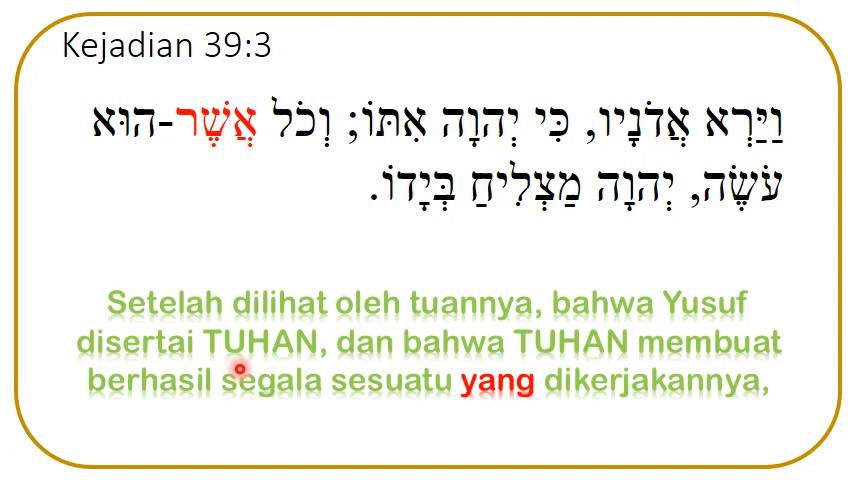 Kejadian 39:3
וַיַּרְא אֲדֹנָיו, כִּי יְהוָה אִתּוֹ; וְכֹל אֲשֶׁר-הוּא
עֹשֶׂה, יְהוָה מַצְלִיחַ בְּיָדוֹ.
Setelah dilihat oleh tuannya, bahwa Yusuf
disertai TUHAN, dan bahwa TUHAN membuat
berhasil segala sesuatu yang dikerjakannya,